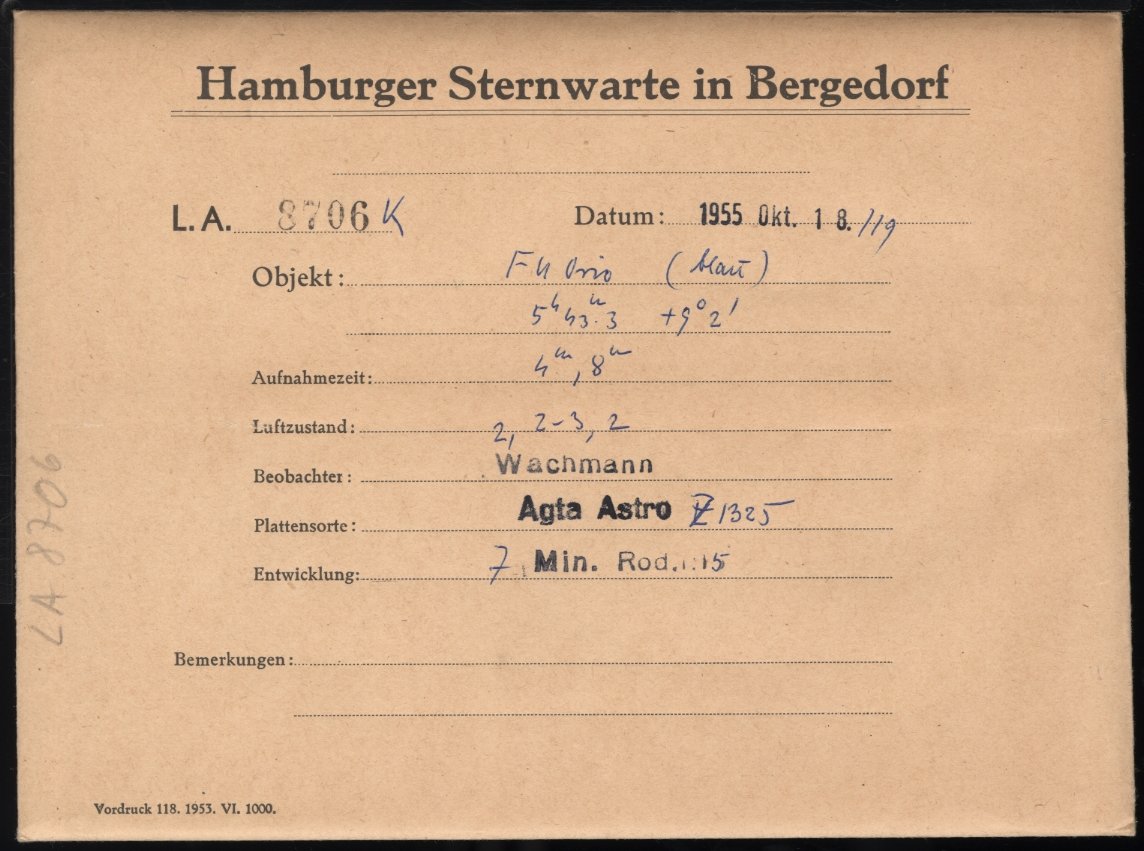 Hamburger Sternwarte in Bergedorf
L. A. 8706 K Datum: 1955 Okt. 18./19
Objekt: FU Orio (blau)
5ʰ43ᵐ.3 +9° 2'
Aufnahmezeit: 4ᵐ, 8ᵐ
Luftzustand: 2, 2-3, 2
Beobachter: Wachmann
Plattensorte: Agfa Astro 1325
Entwicklung: 7 Min. Rod. 1:15
Bemerkungen:
Vordruck 118. 1953. VI. 1000.
LA 8706